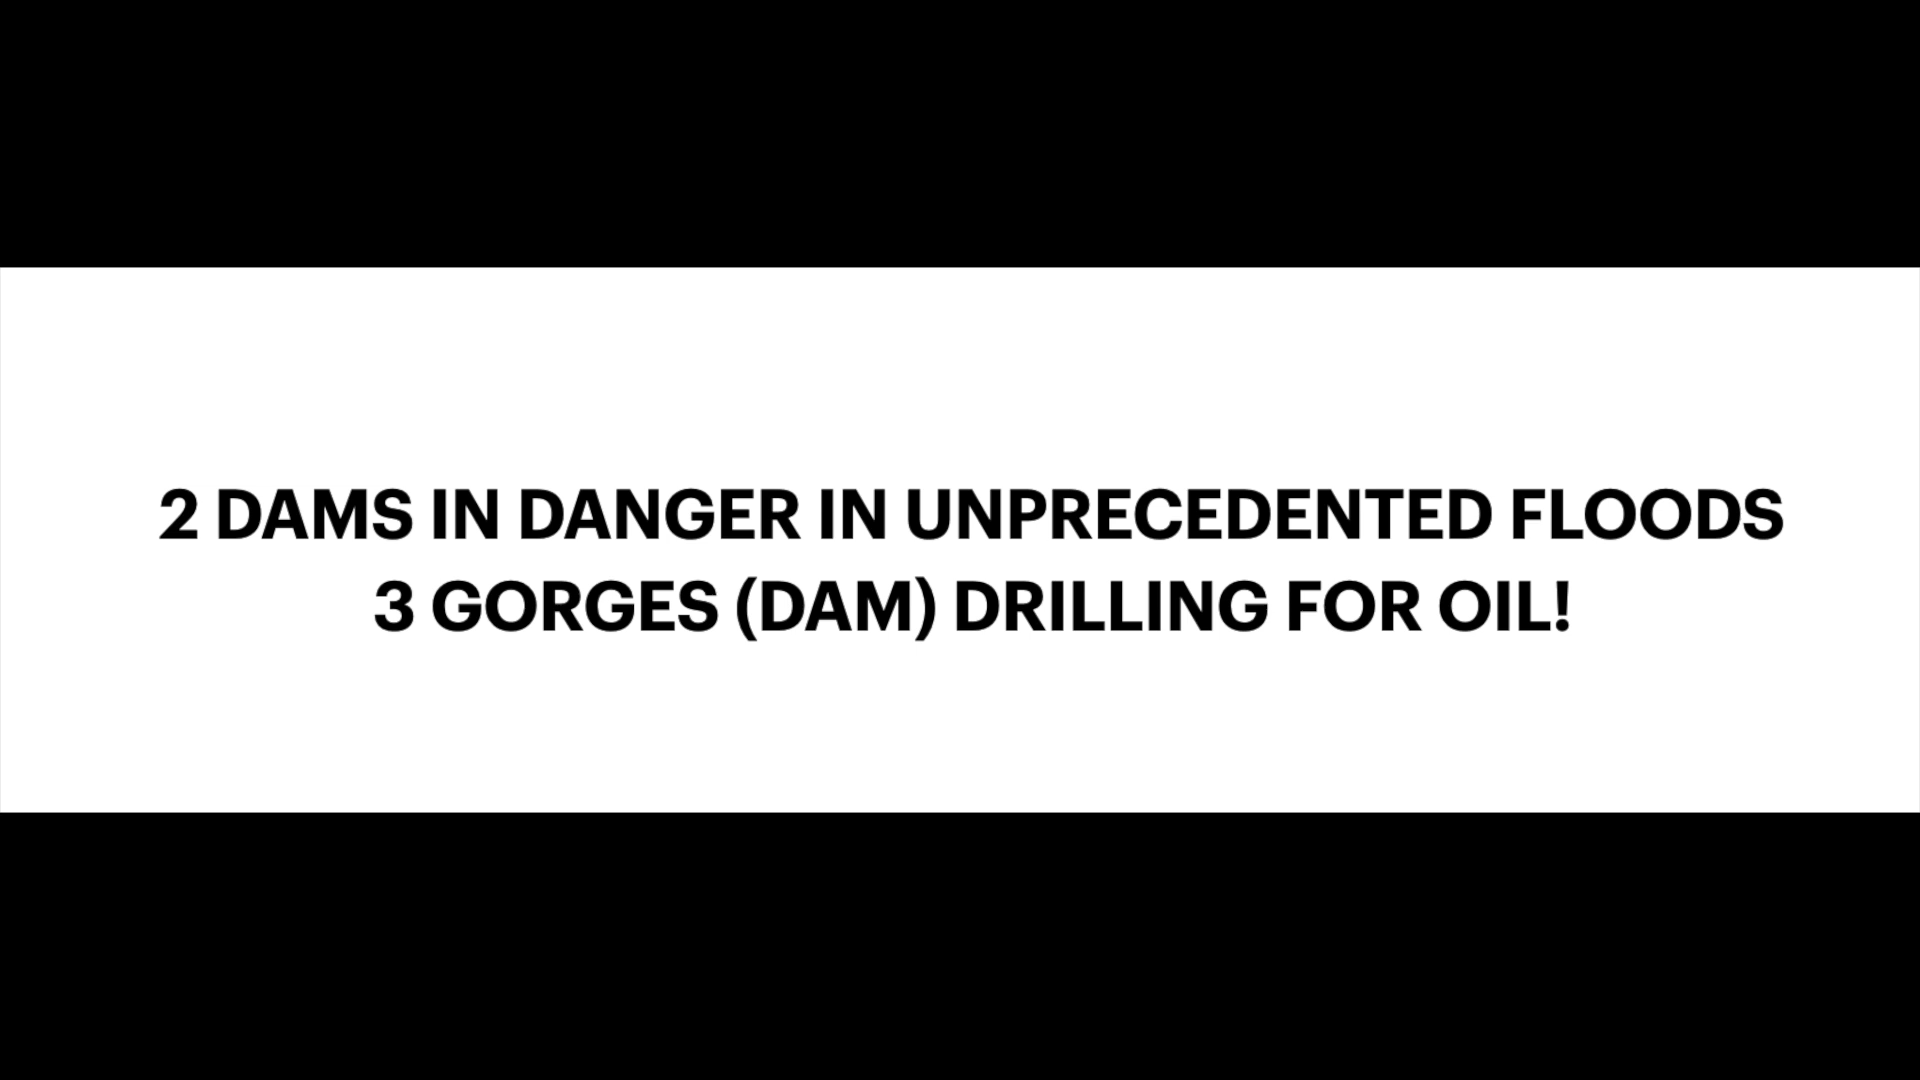 2 DAMS IN DANGER IN UNPRECEDENTED FLOODS
3 GORGES (DAM) DRILLING FOR OIL!